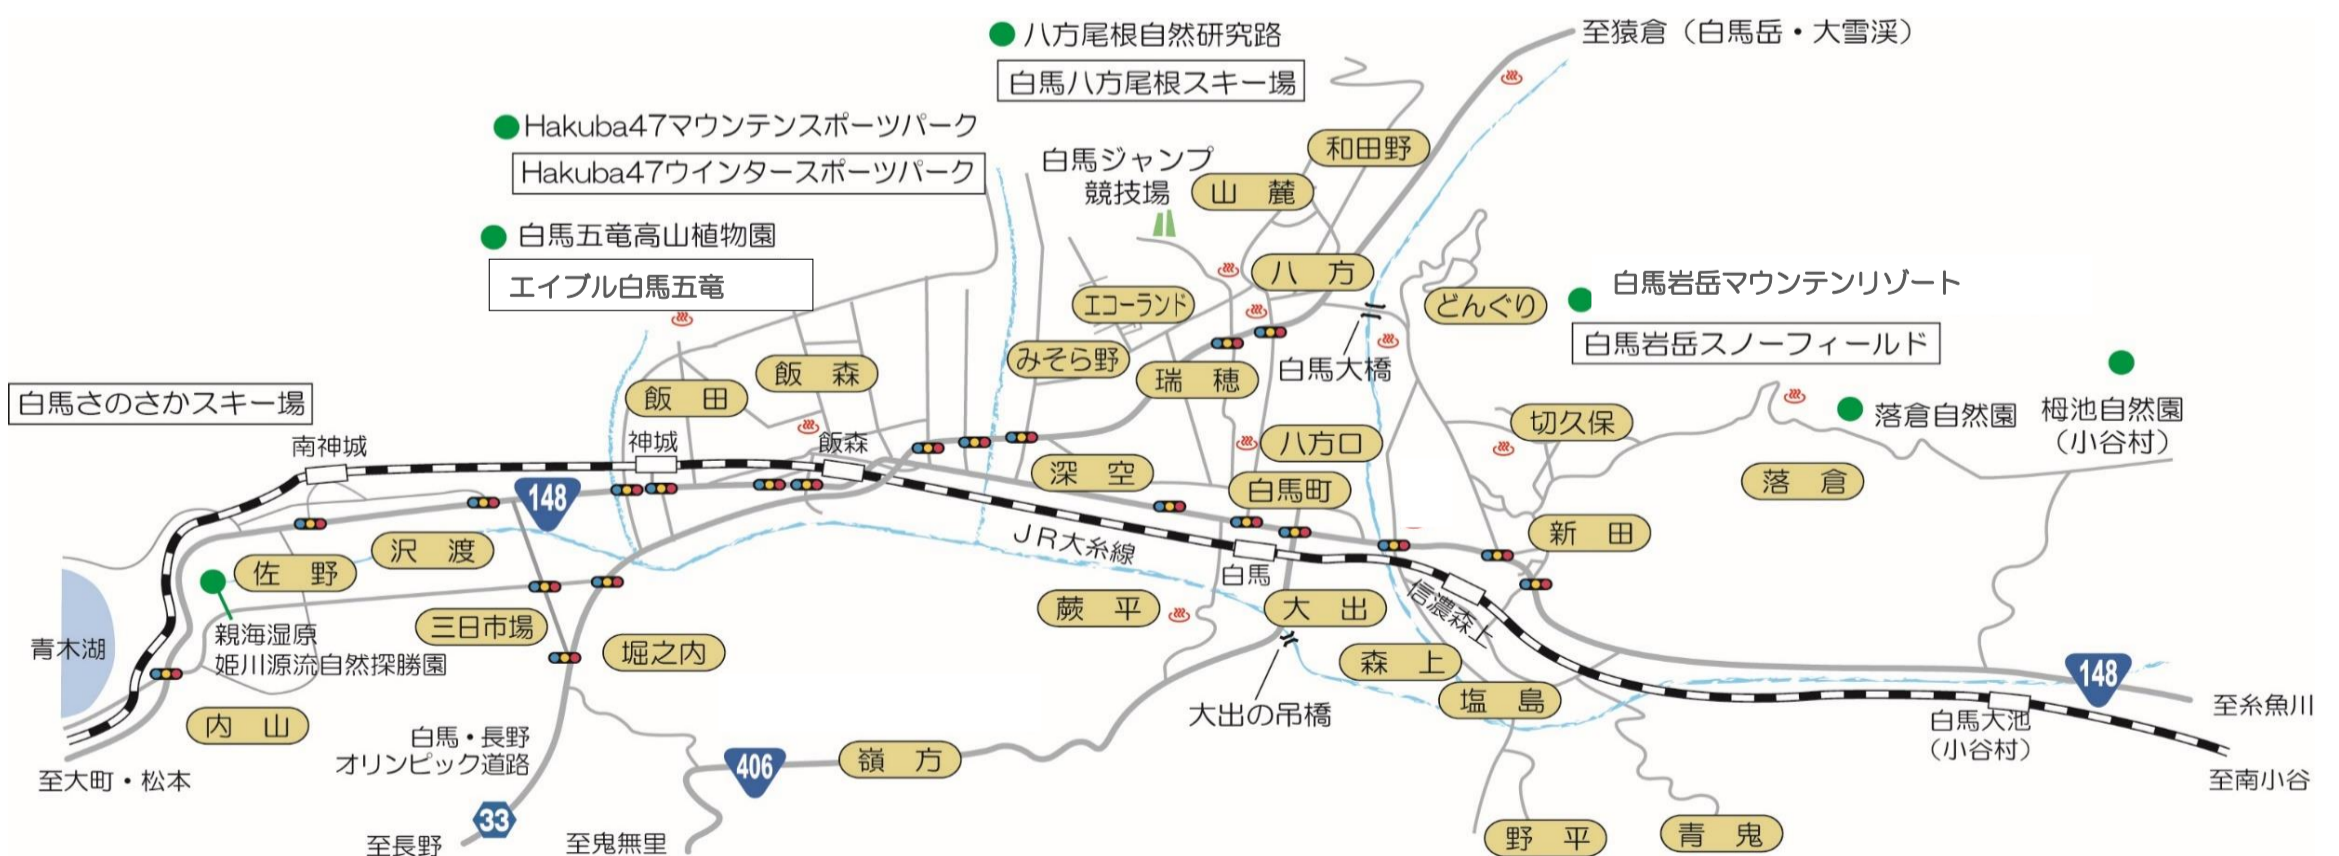 八方尾根自然研究路
至猿倉（白馬岳・大雪渓）
白馬八方尾根スキー場
Hakuba47マウンテンスポーツパーク
Hakuba47ウインタースポーツパーク
白馬ジャンプ
競技場
和田野
山 麓
白馬五竜高山植物園
エイブル白馬五竜
八 方
エコーランド
どんぐり
白馬岩岳マウンテンリゾート
白馬岩岳スノーフィールド
みそら野
瑞 穂
白馬大橋
飯 森
飯 田
白馬さのさかスキー場
切久保
落倉自然園
栂池自然園
（小谷村）
南神城
神城
飯森
八方口
深 空
白馬町
落 倉
148
新 田
JR大糸線
沢 渡
佐 野
白馬
信濃森上
蕨 平
大 出
三日市場
堀之内
親海湿原
姫川源流自然探勝園
青木湖
森 上
塩 島
148
至糸魚川
内 山
大出の吊橋
白馬大池
（小谷村）
白馬・長野
オリンピック道路
406
嶺 方
至大町・松本
至南小谷
33
至長野
至鬼無里
野 平
青 鬼